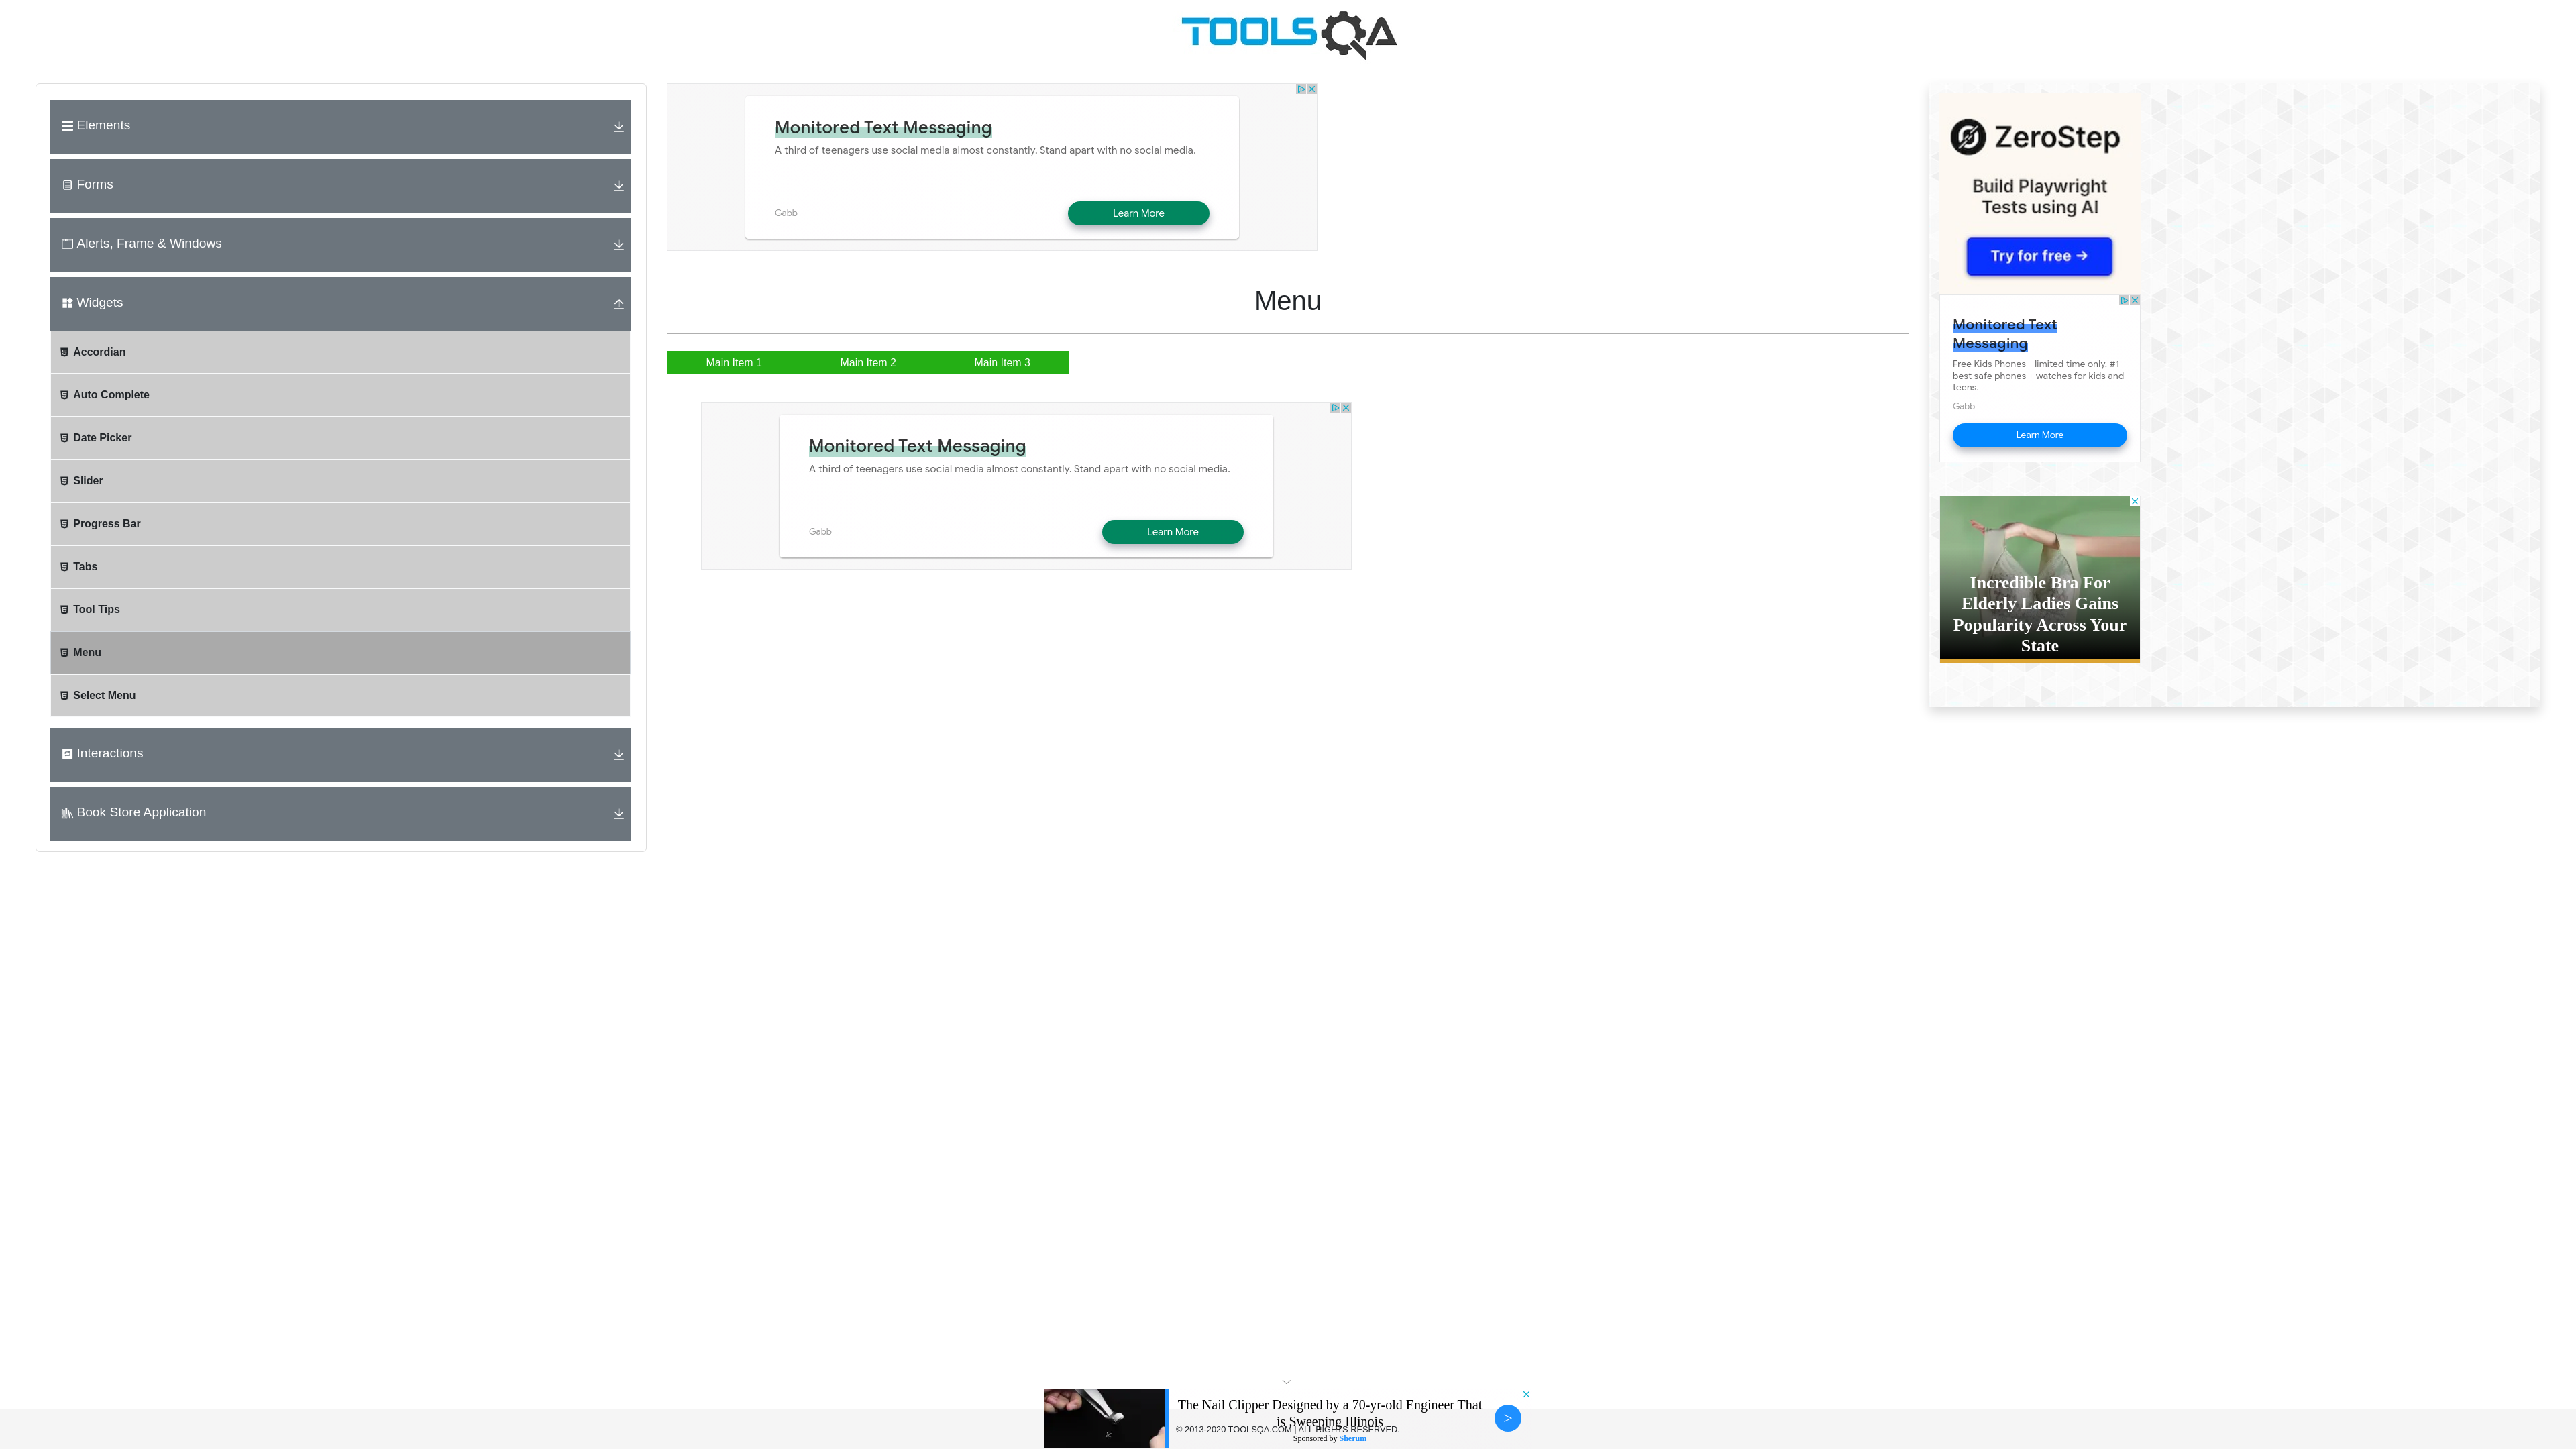 TOOLSQA
Elements
Forms
Alerts, Frame & Windows
Widgets
Accordian
Auto Complete
Date Picker
Slider
Progress Bar
Tabs
Tool Tips
Menu
Select Menu
Interactions
Book Store Application
Monitored Text Messaging
A third of teenagers use social media almost constantly. Stand apart with no social media.
Gabb
Learn More
Menu
Main Item 1
Main Item 2
Main Item 3
Monitored Text Messaging
A third of teenagers use social media almost constantly. Stand apart with no social media.
Gabb
Learn More
ZeroStep
Build Playwright
Tests using AI
Try for free →
Monitored Text
Messaging
Free Kids Phones - limited time only. #1
best safe phones + watches for kids and
teens.
Gabb
Learn More
Incredible Bra For
Elderly Ladies Gains
Popularity Across Your
State
The Nail Clipper Designed by a 70-yr-old Engineer That
is Sweeping Illinois
© 2013-2020 TOOLSQA.COM | ALL RIGHTS RESERVED.
Sponsored by Sherum
>